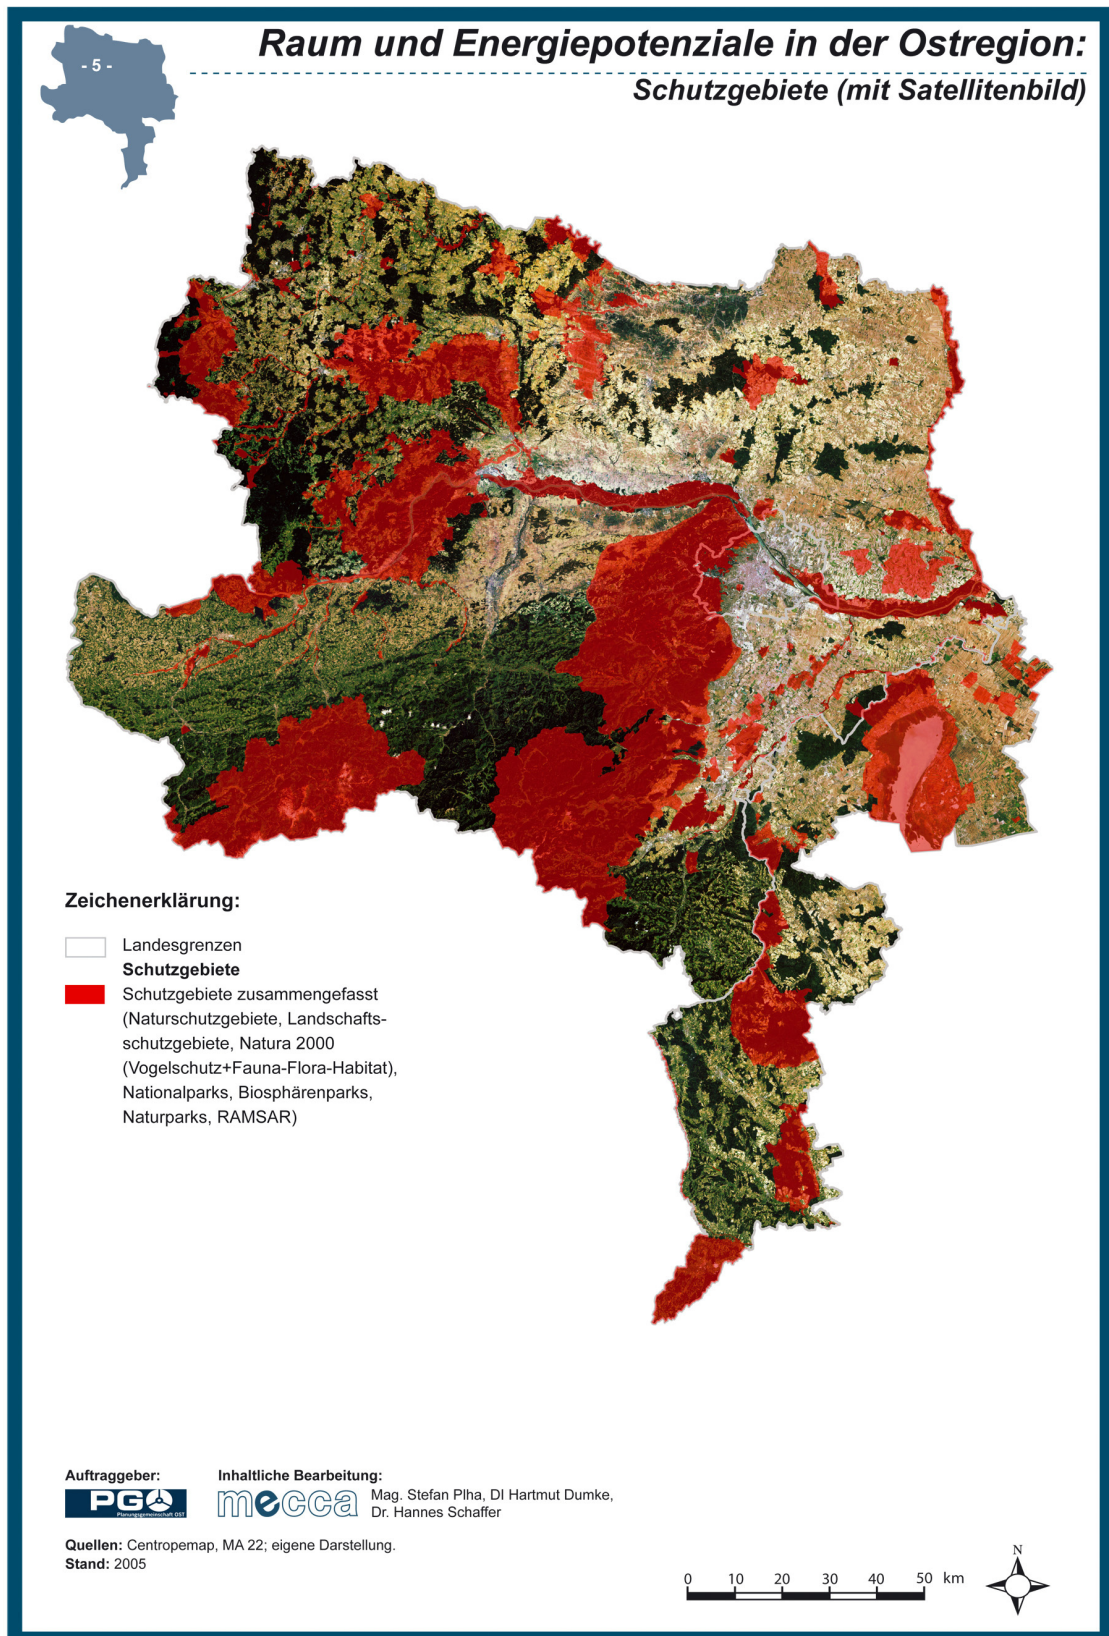 - 5 -
Raum und Energiepotenziale in der Ostregion:
Schutzgebiete (mit Satellitenbild)
Zeichenerklärung:
Landesgrenzen
Schutzgebiete
Schutzgebiete zusammengefasst
(Naturschutzgebiete, Landschafts-
schutzgebiete, Natura 2000
(Vogelschutz+Fauna-Flora-Habitat),
Nationalparks, Biosphärenparks,
Naturparks, RAMSAR)
Auftraggeber:
PGO
Planungsgemeinschaft OST
Inhaltliche Bearbeitung:
mecca
Mag. Stefan Plha, DI Hartmut Dumke,
Dr. Hannes Schaffer
Quellen: Centropemap, MA 22; eigene Darstellung.
Stand: 2005
0 10 20 30 40 50 km
N